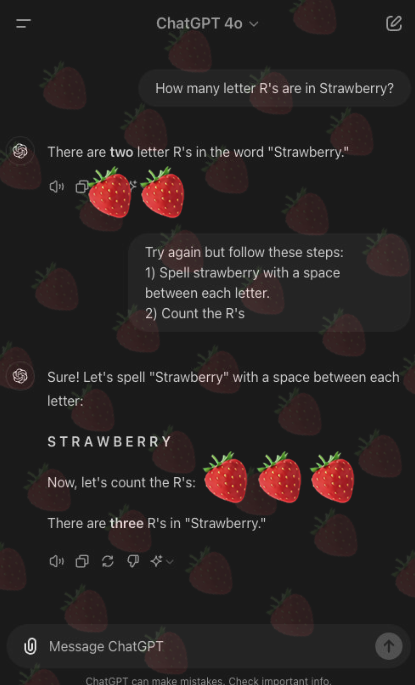 ChatGPT 4o
How many letter R's are in Strawberry?
There are two letter R's in the word "Strawberry."
Try again but follow these steps:
1) Spell strawberry with a space
between each letter.
2) Count the R's
Sure! Let's spell "Strawberry" with a space between each
letter:
S T R A W B E R R Y
Now, let's count the R's:
There are three R's in "Strawberry."
Message ChatGPT
ChatGPT can make mistakes. Check important info.